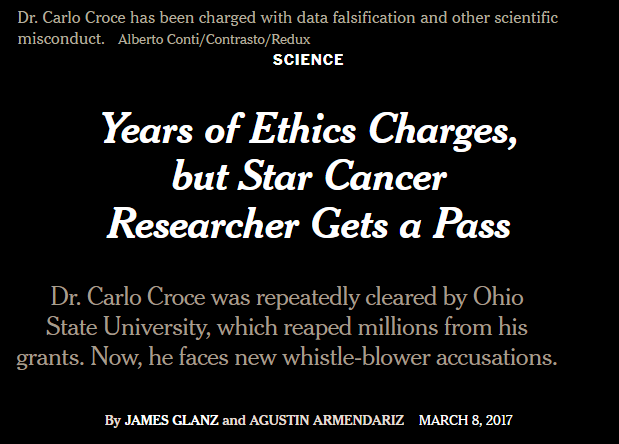 Dr. Carlo Croce has been charged with data falsification and other scientific
misconduct. Alberto Conti/Contrasto/Redux
SCIENCE
Years of Ethics Charges,
but Star Cancer
Researcher Gets a Pass
Dr. Carlo Croce was repeatedly cleared by Ohio
State University, which reaped millions from his
grants. Now, he faces new whistle-blower accusations.
By JAMES GLANZ and AGUSTIN ARMENDARIZ MARCH 8, 2017